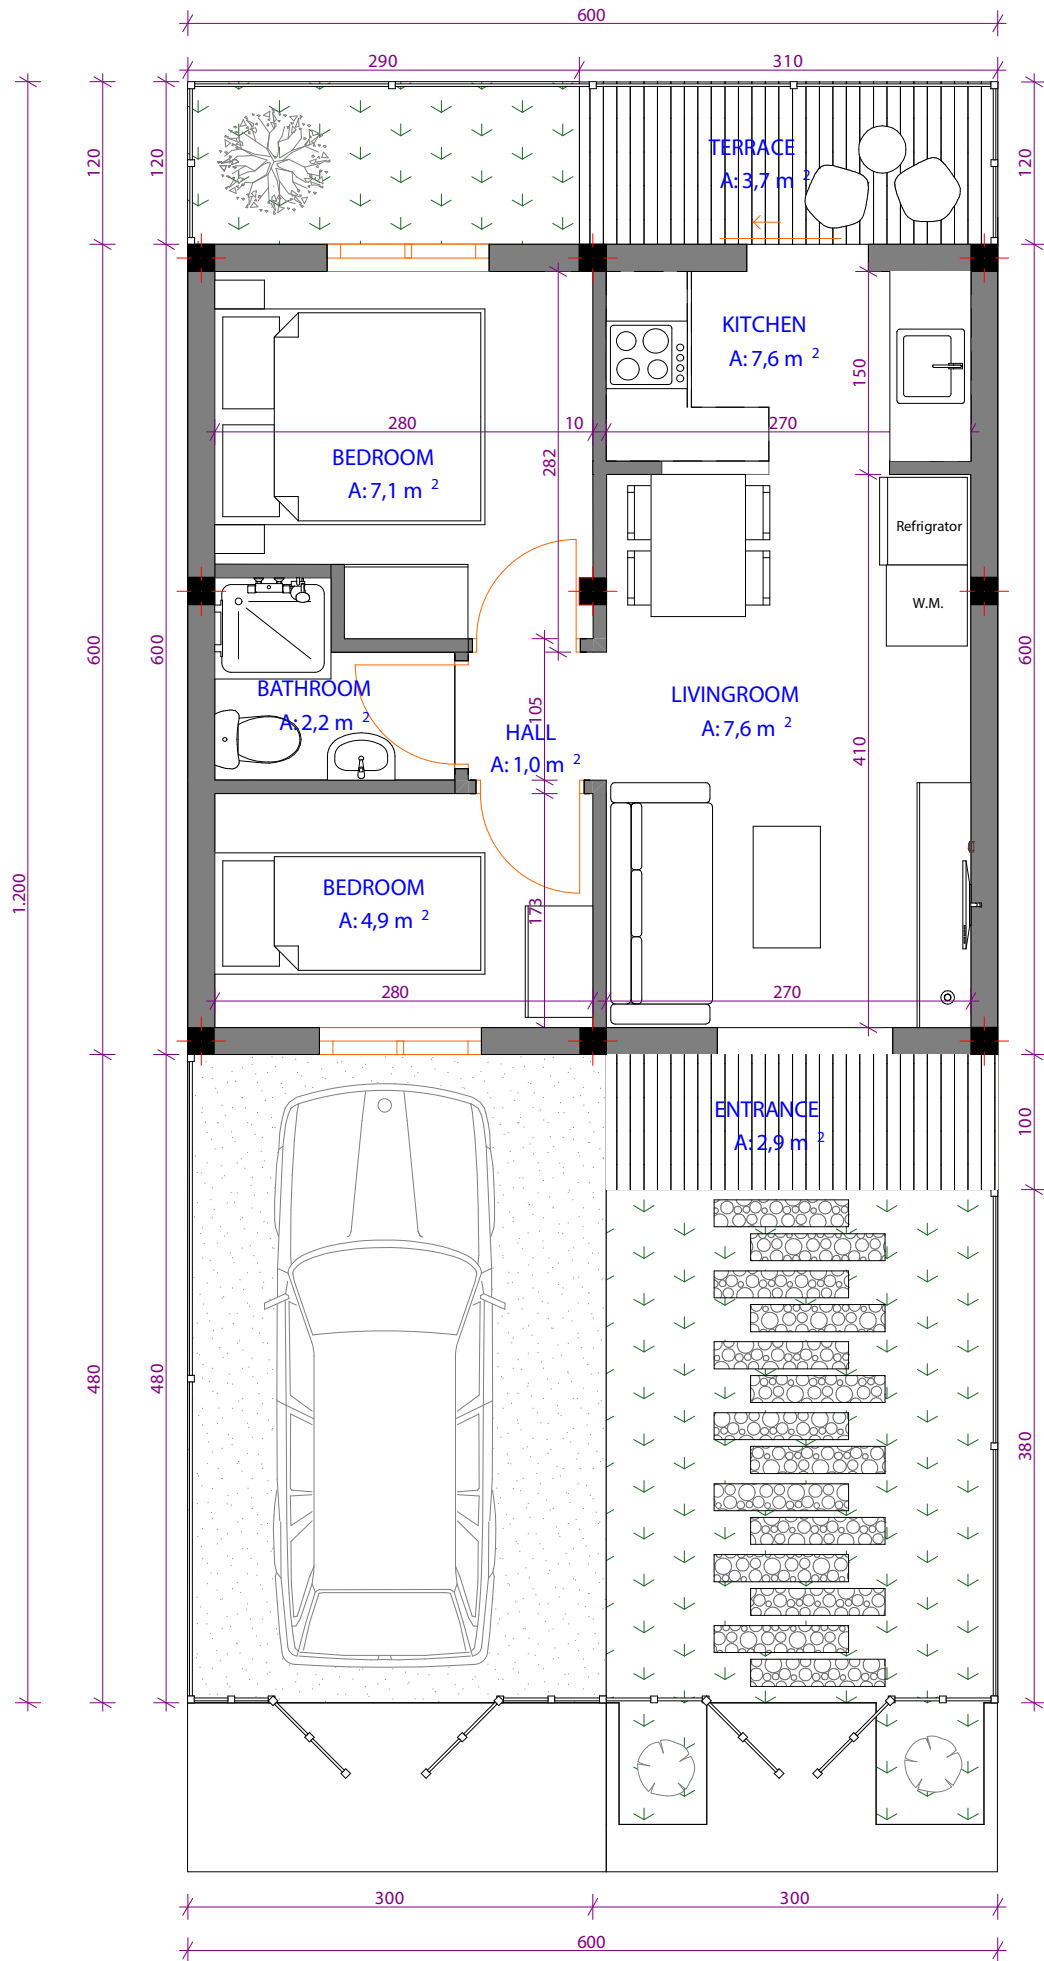 600
290
310
120
120
120
TERRACE
A: 3,7 m 2
KITCHEN
A: 7,6 m 2
150
280
10
270
282
BEDROOM
A: 7,1 m 2
Refrigrator
W.M.
600
600
600
BATHROOM
A: 2,2 m 2
105
HALL
A: 1,0 m 2
LIVINGROOM
A: 7,6 m 2
410
1.200
BEDROOM
A: 4,9 m 2
173
280
270
ENTRANCE
A: 2,9 m 2
100
480
480
380
300
300
600